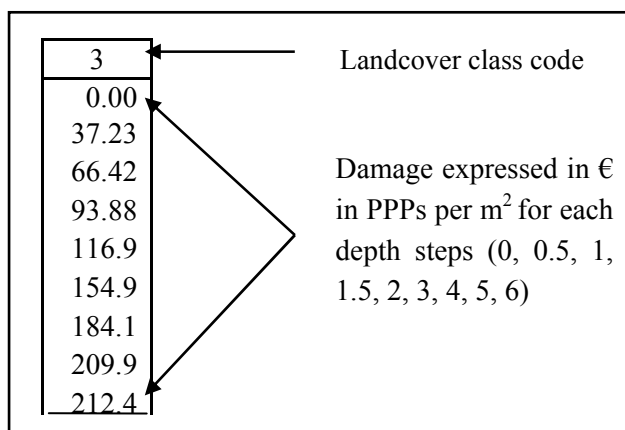 3
0.00
37.23
66.42
93.88
116.9
154.9
184.1
209.9
212.4
Landcover class code
Damage expressed in €
in PPPs per m²for each
depth steps (0, 0.5, 1,
1.5, 2, 3, 4, 5, 6)